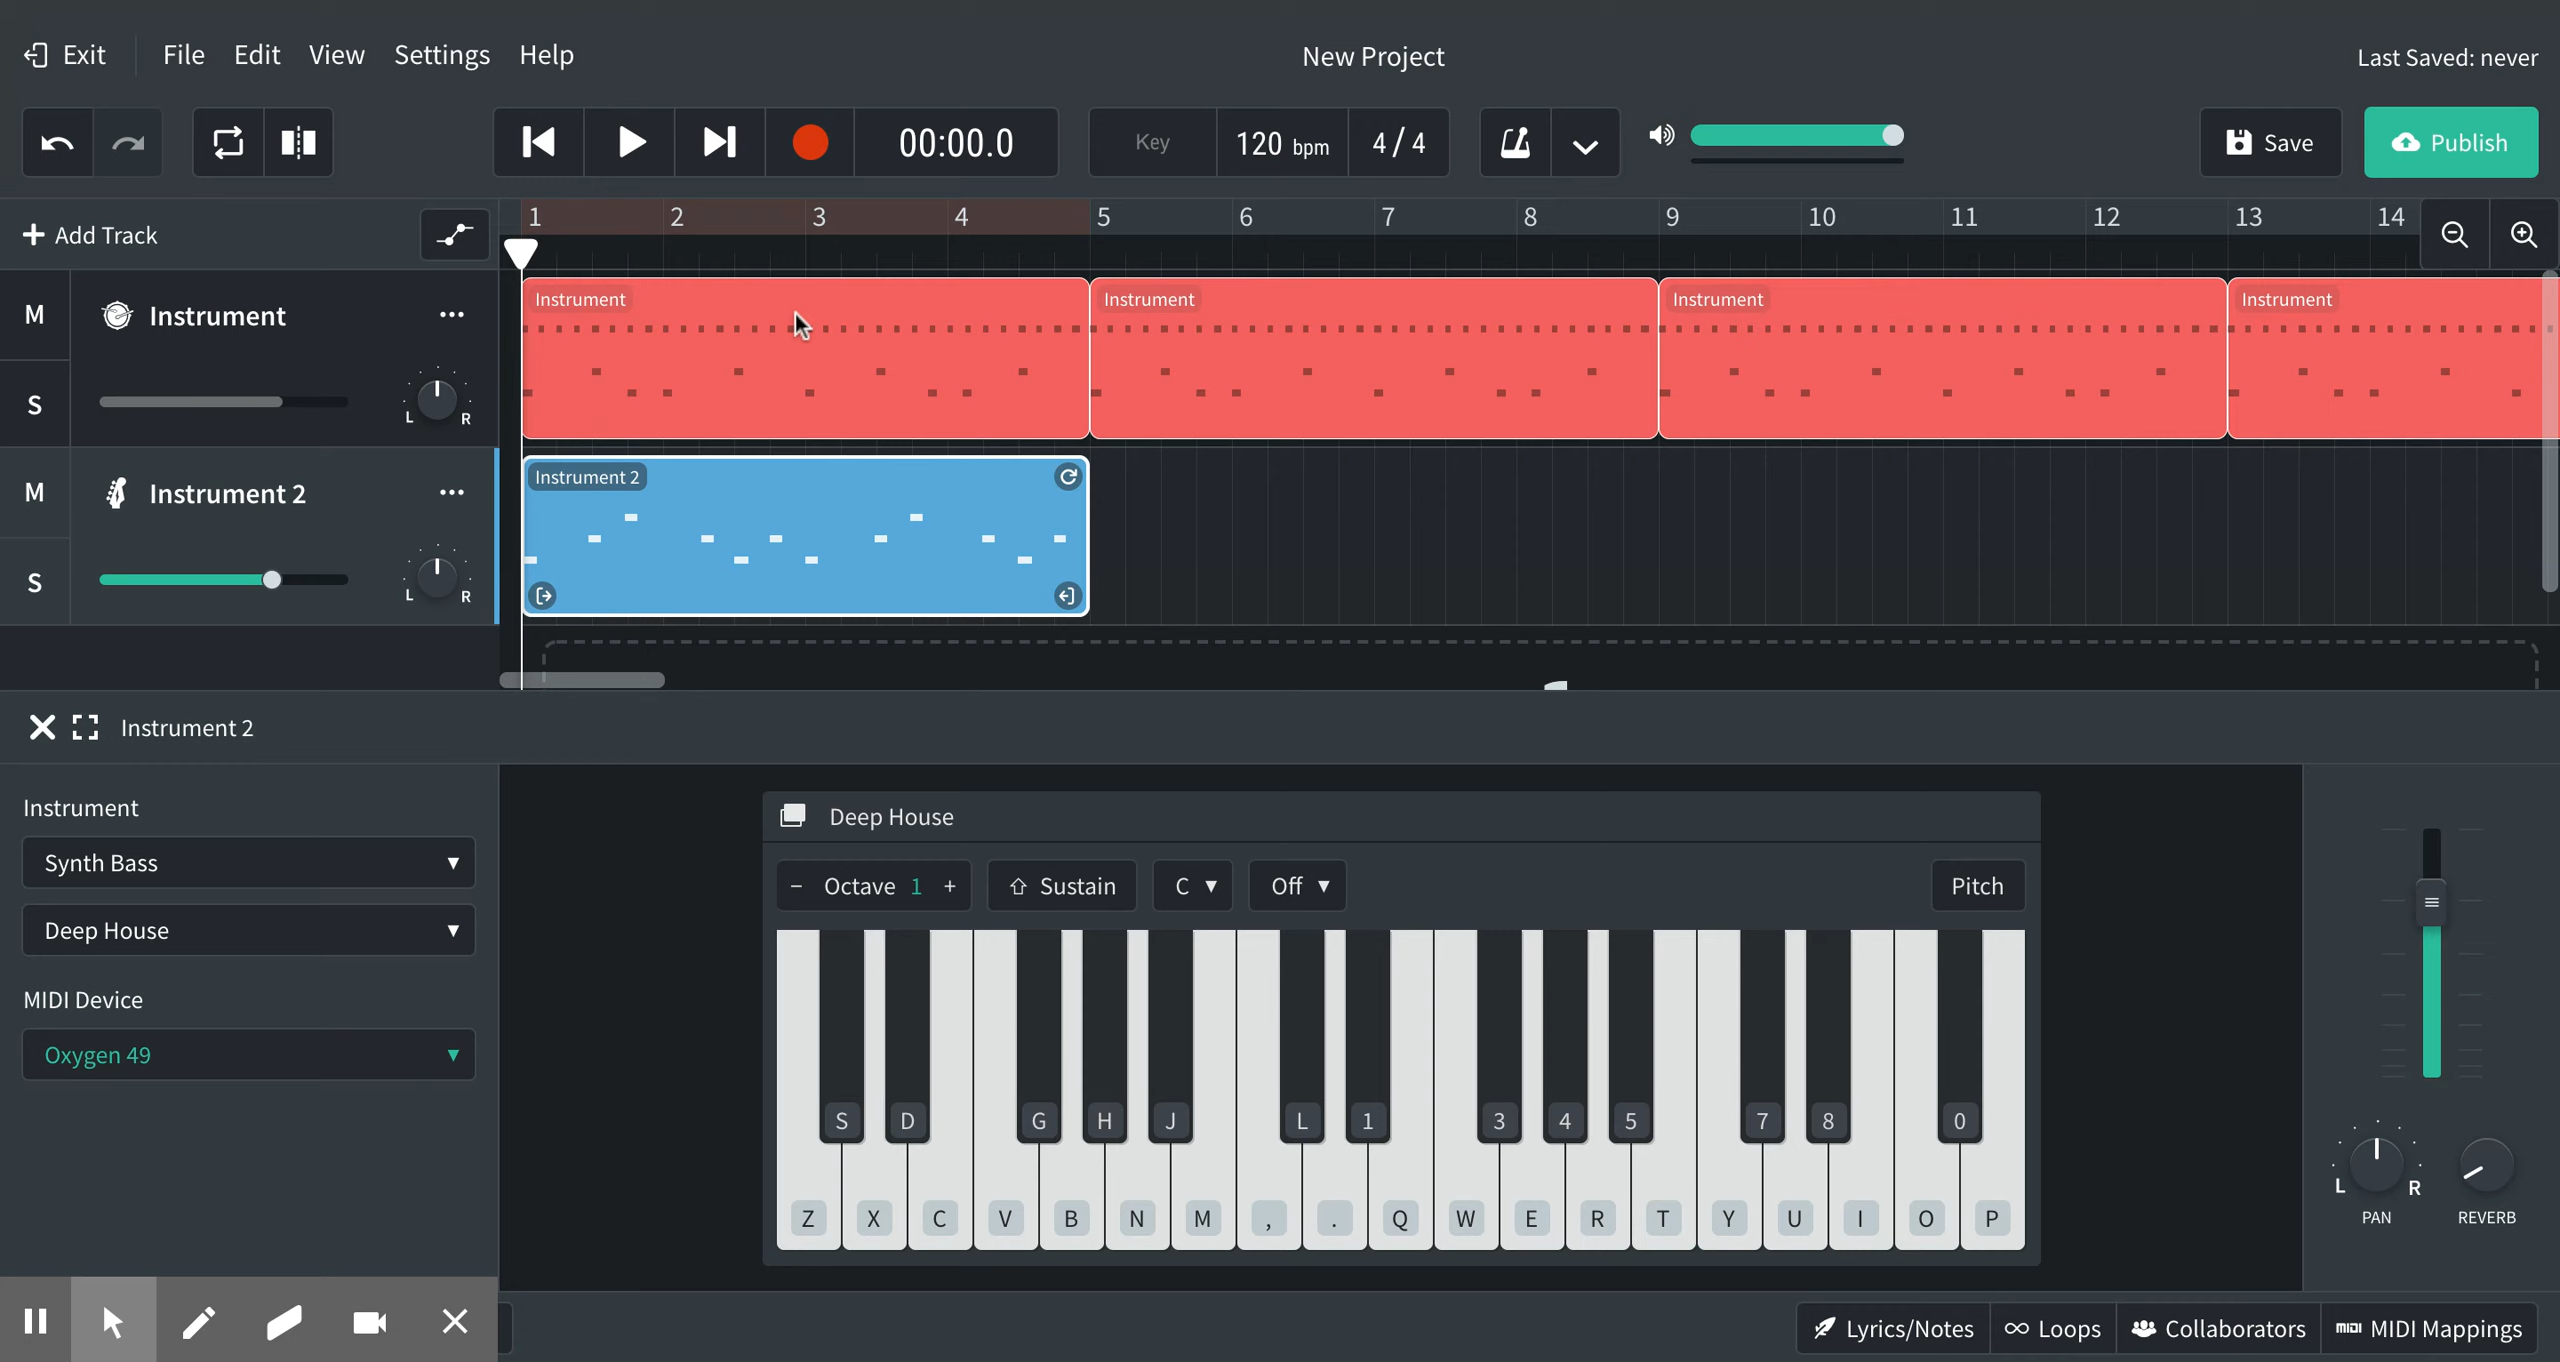 Exit File Edit View Settings Help New Project Last Saved: never
00:00.0 Key 120 bpm 4 / 4 Save Publish
+ Add Track 1 2 3 4 5 6 7 8 9 10 11 12 13 14
M Instrument ...
Instrument Instrument Instrument Instrument
S L R
M Instrument 2 ...
Instrument 2
S L R
Instrument 2
Instrument
Synth Bass
Deep House
MIDI Device
Oxygen 49
Deep House
− Octave 1 + Sustain C Off Pitch
S D G H J L 1 3 4 5 7 8 0
Z X C V B N M , . Q W E R T Y U I O P
L R
PAN REVERB
Lyrics/Notes Loops Collaborators MIDI MIDI Mappings